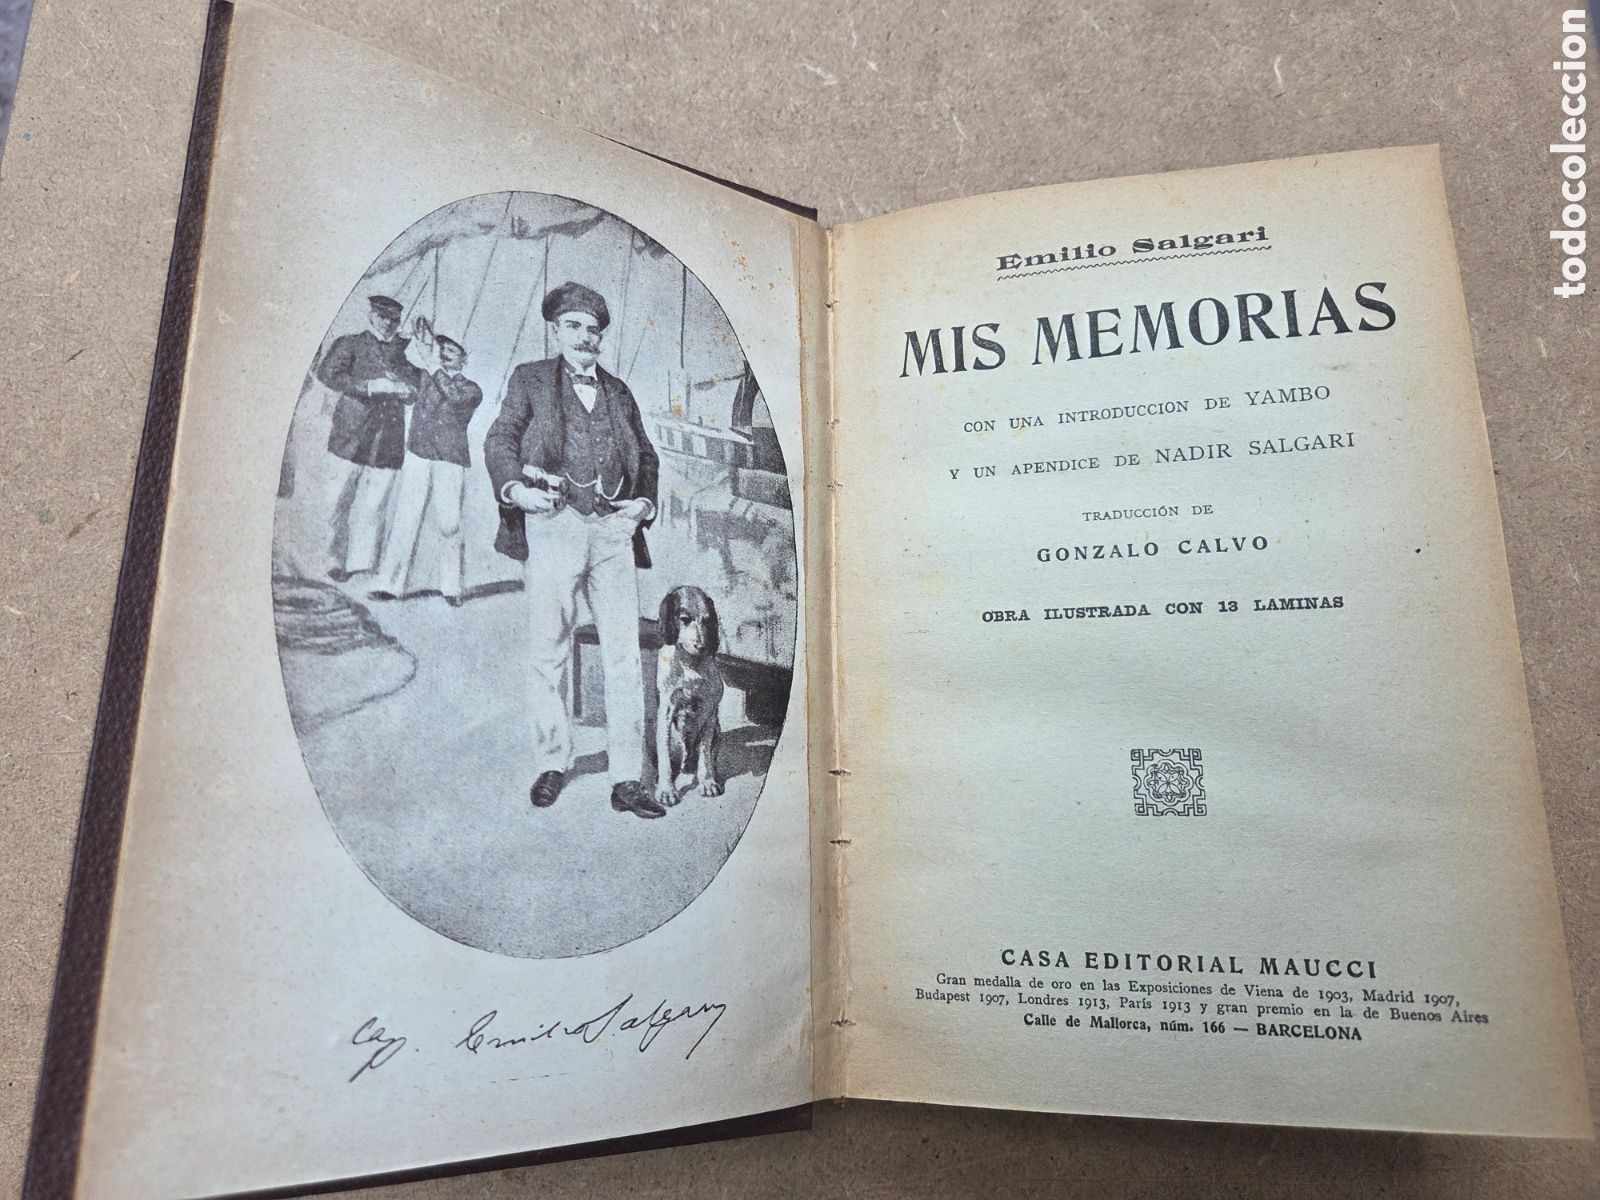 Cap. Emilio Salgari
Emilio Salgari
MIS MEMORIAS
CON UNA INTRODUCCION DE YAMBO
Y UN APENDICE DE NADIR SALGARI
TRADUCCIÓN DE
GONZALO CALVO
OBRA ILUSTRADA CON 13 LAMINAS
CASA EDITORIAL MAUCCI
Gran medalla de oro en las Exposiciones de Viena de 1903, Madrid 1907,
Budapest 1907, Londres 1913, París 1913 y gran premio en la de Buenos Aires
Calle de Mallorca, núm. 166 — BARCELONA
todocoleccion